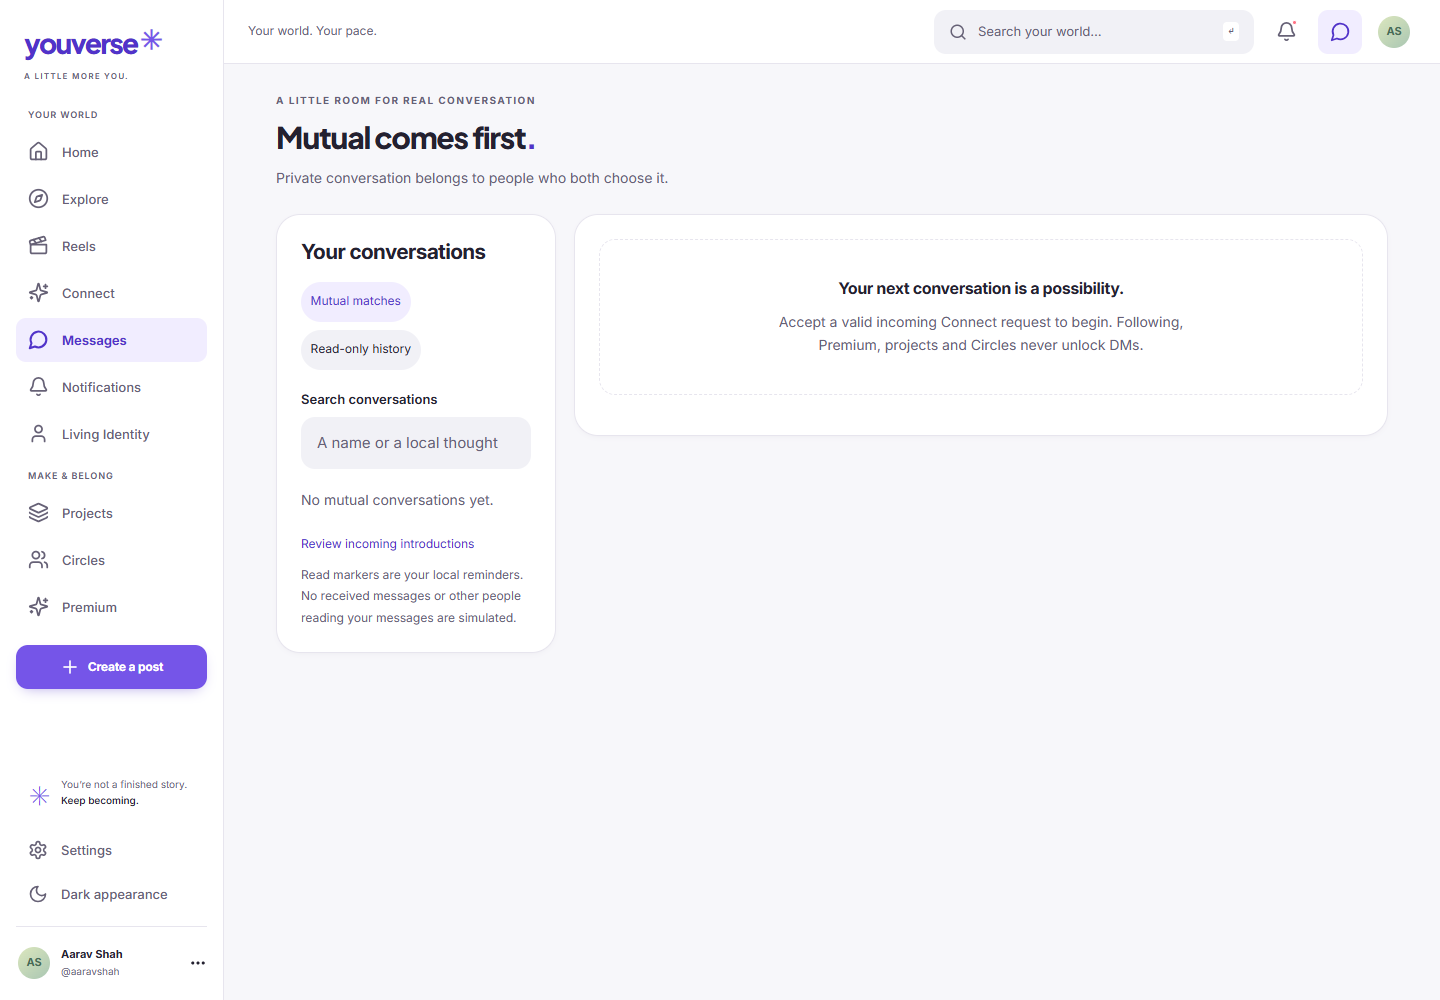 youverse
A LITTLE MORE YOU.
YOUR WORLD
Home
Explore
Reels
Connect
Messages
Notifications
Living Identity
MAKE & BELONG
Projects
Circles
Premium
Create a post
You're not a finished story.
Keep becoming.
Settings
Dark appearance
AS
Aarav Shah
@aaravshah
Your world. Your pace.
Search your world...
AS
A LITTLE ROOM FOR REAL CONVERSATION
Mutual comes first.
Private conversation belongs to people who both choose it.
Your conversations
Mutual matches
Read-only history
Search conversations
A name or a local thought
No mutual conversations yet.
Review incoming introductions
Read markers are your local reminders.
No received messages or other people
reading your messages are simulated.
Your next conversation is a possibility.
Accept a valid incoming Connect request to begin. Following,
Premium, projects and Circles never unlock DMs.